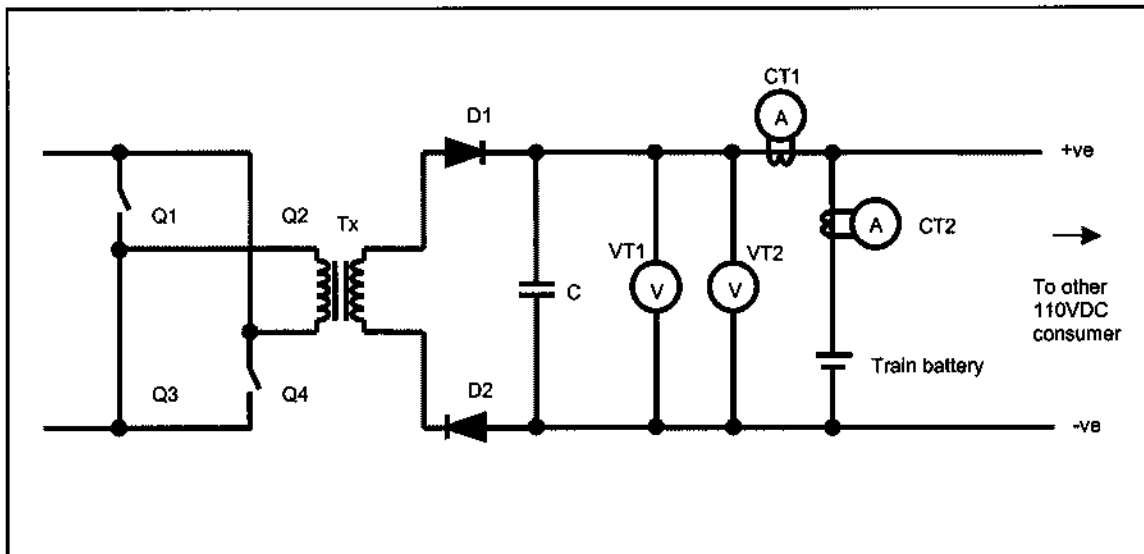 CT1
A
D1
+ve
Q1
Q2
Tx
A
CT2
VT1
VT2
V
V
C
To other
110VDC
consumer
Train battery
Q3
Q4
D2
-ve